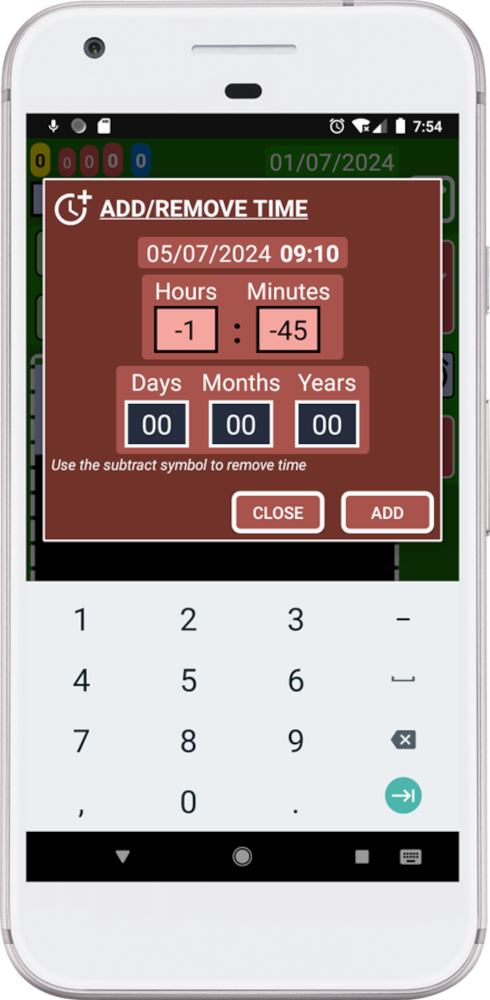 7:54
0 0 0 0 0 01/07/2024
ADD/REMOVE TIME
05/07/2024 09:10
Hours Minutes
-1 : -45
Days Months Years
00 00 00
Use the subtract symbol to remove time
CLOSE ADD
1 2 3 –
4 5 6
7 8 9
, 0 .